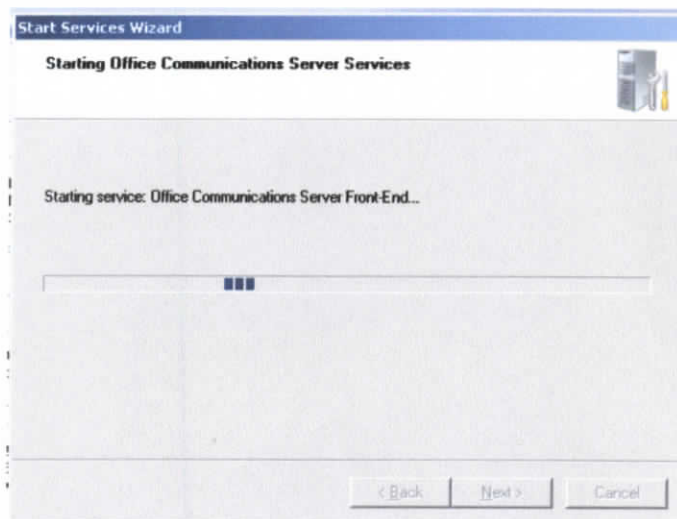 Start Services Wizard
Starting Office Communications Server Services
Starting service: Office Communications Server Front-End...
< Back
Next >
Cancel